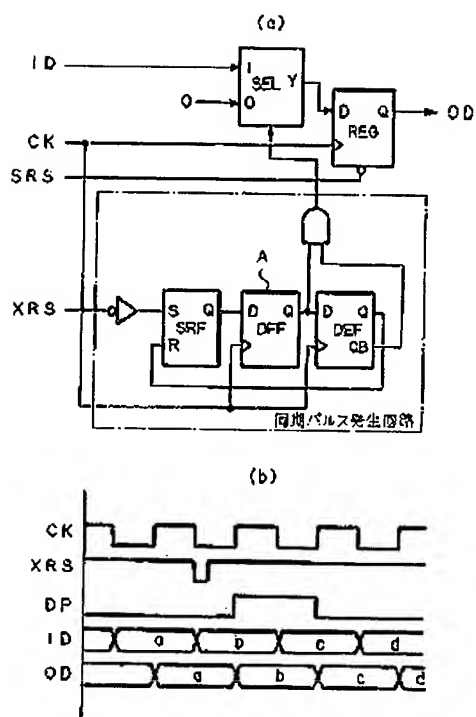 (a)
ID
I
SEL
Y
O
O
D
Q
OD
REG
CK
SRS
A
XRS
S
Q
D
Q
D
Q
SRF
DFF
DEF
R
QB
同期パルス発生回路
(b)
CK
XRS
DP
ID
a
b
c
d
OD
a
b
c
d